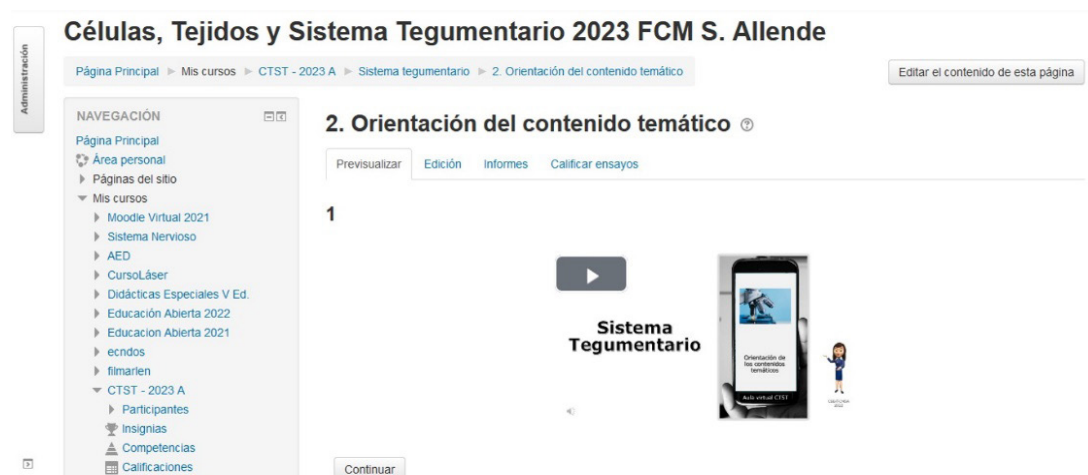 Células, Tejidos y Sistema Tegumentario 2023 FCM S. Allende
Administración
Página Principal ▶ Mis cursos ▶ CTST - 2023 A ▶ Sistema tegumentario ▶ 2. Orientación del contenido temático
Editar el contenido de esta página
NAVEGACIÓN
Página Principal
Área personal
Páginas del sitio
Mis cursos
Moodle Virtual 2021
Sistema Nervioso
AED
CursoLáser
Didácticas Especiales V Ed.
Educación Abierta 2022
Educacion Abierta 2021
ecndos
filmarlen
CTST - 2023 A
Participantes
Insignias
Competencias
Calificaciones
2. Orientación del contenido temático
Previsualizar Edición Informes Calificar ensayos
1
Sistema
Tegumentario
Orientación de
los contenidos
temáticos
Aula virtual CTST
Continuar